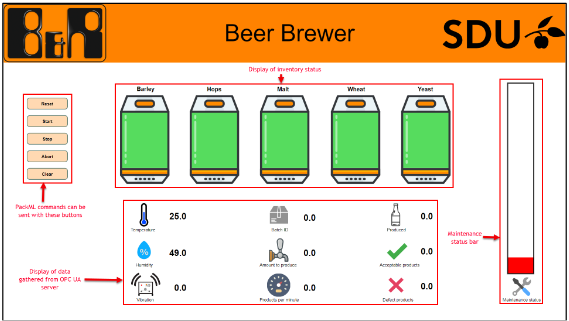 B&R
Beer Brewer
SDU
Display of inventory status
Barley Hops Malt Wheat Yeast
Reset
Start
Stop
Abort
Clear
PackML commands can be
sent with these buttons
Temperature 25.0
Batch ID 0.0
Produced 0.0
%
Humidity 49.0
Amount to produce 0.0
Acceptable products 0.0
Vibration 0.0
Products per minute 0.0
Defect products 0.0
Display of data
gathered from OPC UA
server
Maintenance
status bar
Maintenance status